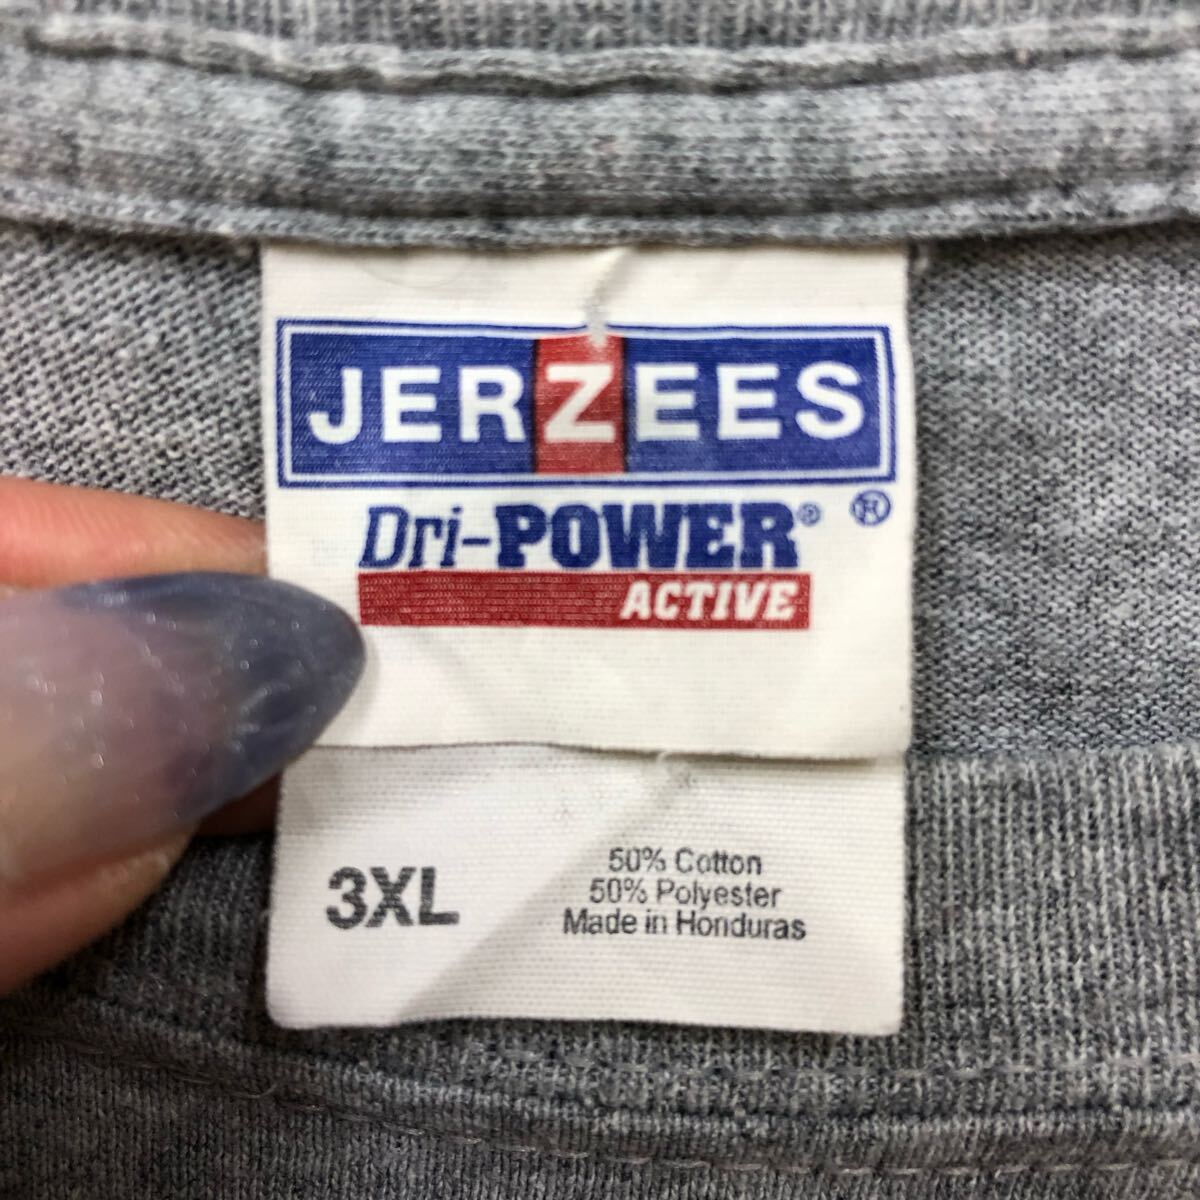 JERZEES
Dri-POWER® ®
ACTIVE
3XL
50% Cotton
50% Polyester
Made in Honduras